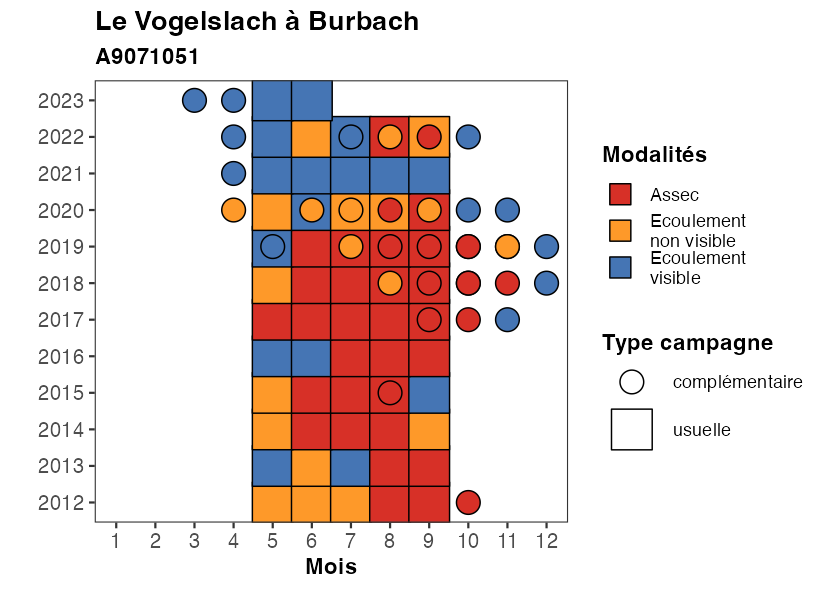 Le Vogelslach à Burbach
A9071051
2023
2022
2021
2020
2019
2018
2017
2016
2015
2014
2013
2012
1 2 3 4 5 6 7 8 9 10 11 12
Mois
Modalités
Assec
Ecoulement
non visible
Ecoulement
visible
Type campagne
complémentaire
usuelle